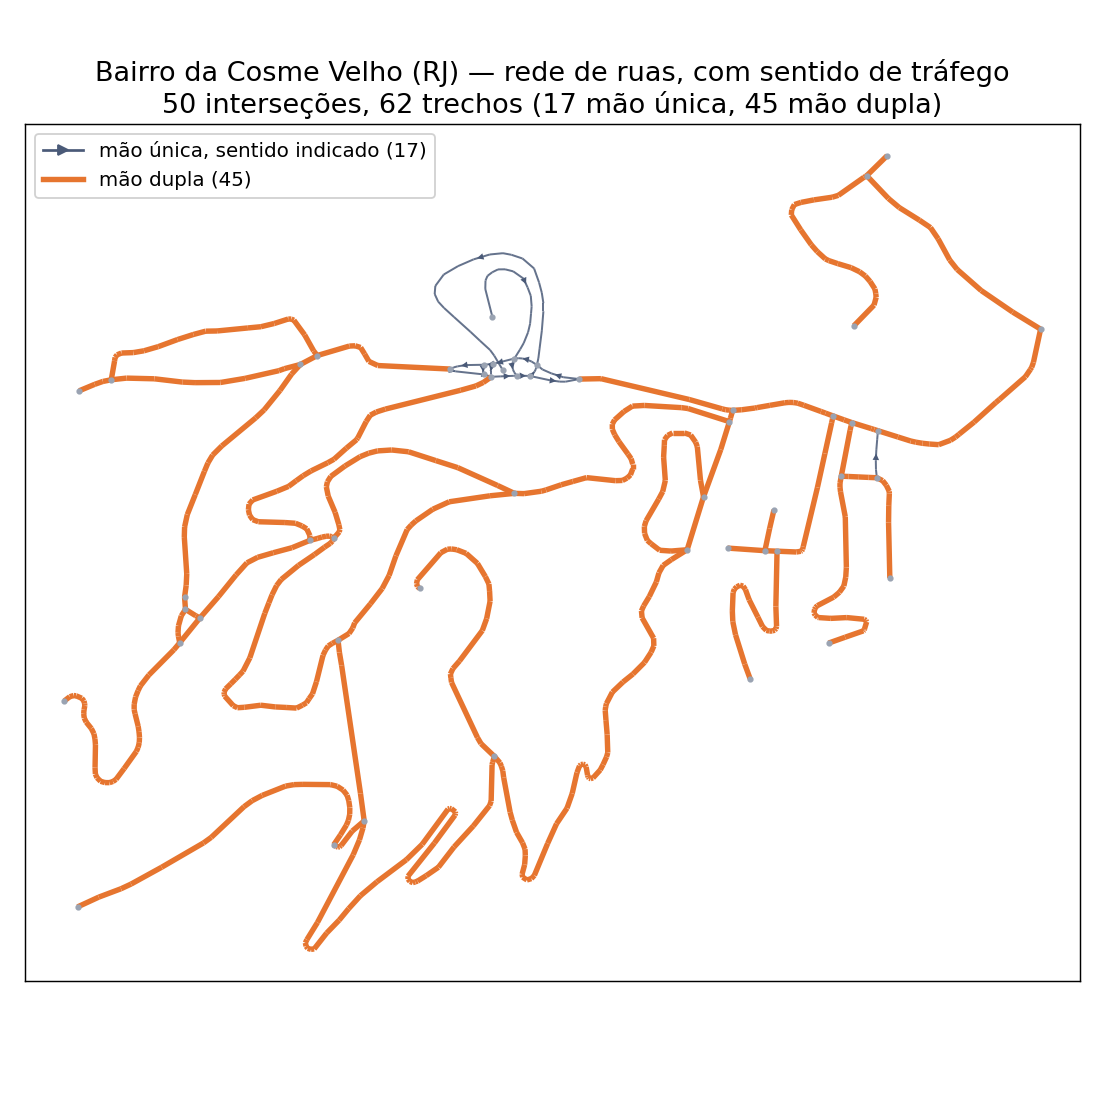 Bairro da Cosme Velho (RJ) — rede de ruas, com sentido de tráfego
50 interseções, 62 trechos (17 mão única, 45 mão dupla)
mão única, sentido indicado (17)
mão dupla (45)